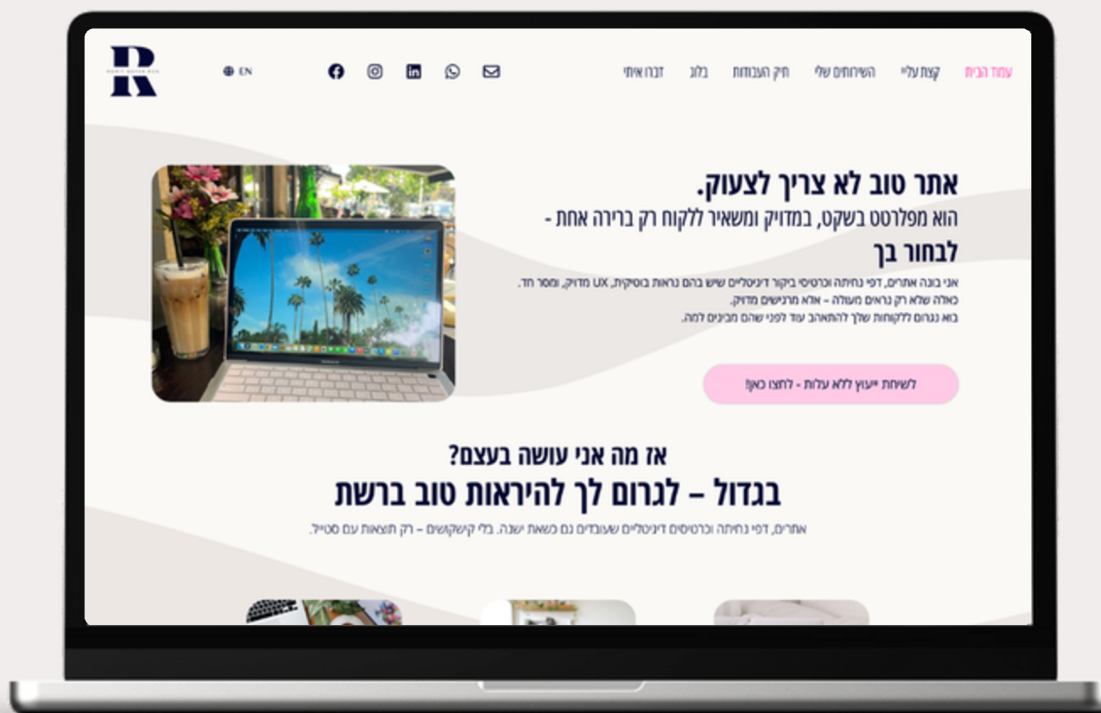 עמוד הבית
קצת עליי
השירותים שלי
תיק העבודות
בלוג
דברו איתי
EN
R
אתר טוב לא צריך לצעוק.
הוא מפלרטט בשקט, במדויק ומשאיר ללקוח רק ברירה אחת -
לבחור בך
אני בונה אתרים, דפי נחיתה וכרטיסי ביקור דיגיטליים שיש בהם נראות בוטיקית, UX מדויק, ומסר חד.
כאלה שלא רק נראים מעולה – אלא מרגישים מדויק.
בוא נגרום ללקוחות שלך להתאהב עוד לפני שהם מבינים למה.
לשיחת ייעוץ ללא עלות - לחצו כאן!
אז מה אני עושה בעצם?
בגדול – לגרום לך להיראות טוב ברשת
אתרים, דפי נחיתה וכרטיסים דיגיטליים שעובדים גם כשאת ישנה. בלי קישקושים – רק תוצאות עם סטייל.